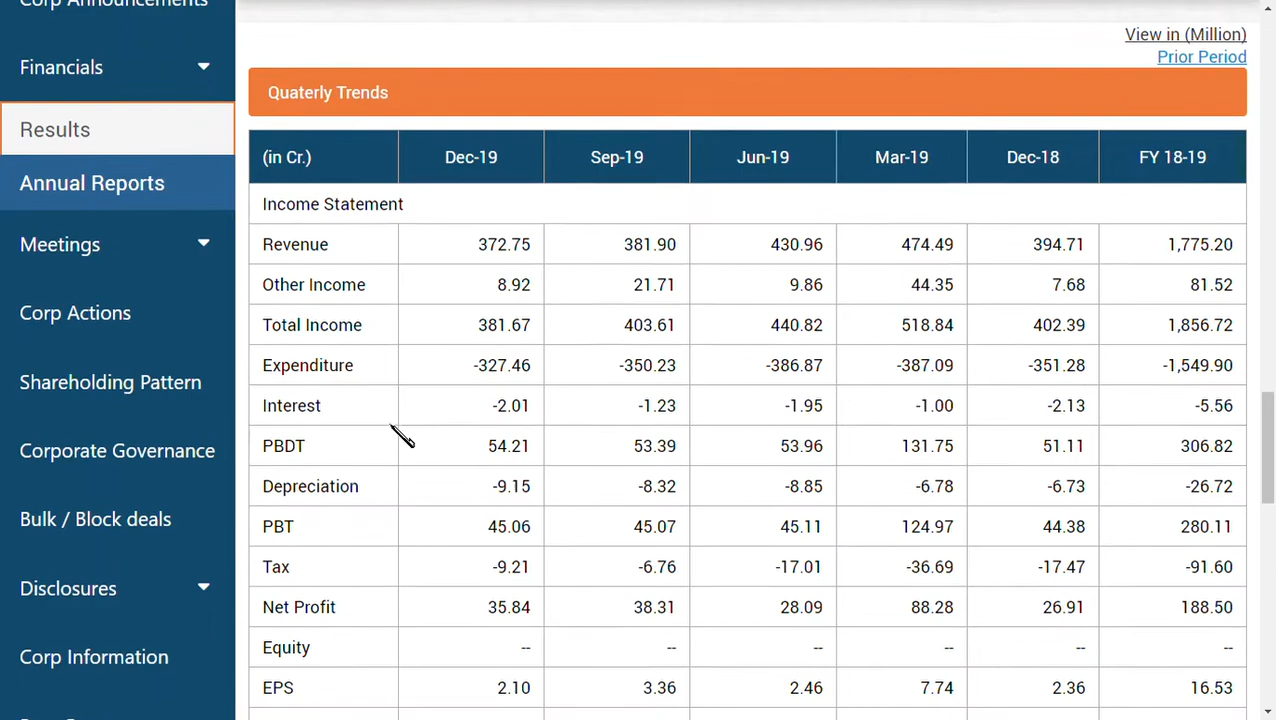 Corp Announcements
Financials
Results
Annual Reports
Meetings
Corp Actions
Shareholding Pattern
Corporate Governance
Bulk / Block deals
Disclosures
Corp Information
View in (Million)
Prior Period
Quaterly Trends
(in Cr.) Dec-19 Sep-19 Jun-19 Mar-19 Dec-18 FY 18-19
Income Statement
Revenue 372.75 381.90 430.96 474.49 394.71 1,775.20
Other Income 8.92 21.71 9.86 44.35 7.68 81.52
Total Income 381.67 403.61 440.82 518.84 402.39 1,856.72
Expenditure -327.46 -350.23 -386.87 -387.09 -351.28 -1,549.90
Interest -2.01 -1.23 -1.95 -1.00 -2.13 -5.56
PBDT 54.21 53.39 53.96 131.75 51.11 306.82
Depreciation -9.15 -8.32 -8.85 -6.78 -6.73 -26.72
PBT 45.06 45.07 45.11 124.97 44.38 280.11
Tax -9.21 -6.76 -17.01 -36.69 -17.47 -91.60
Net Profit 35.84 38.31 28.09 88.28 26.91 188.50
Equity -- -- -- -- -- --
EPS 2.10 3.36 2.46 7.74 2.36 16.53